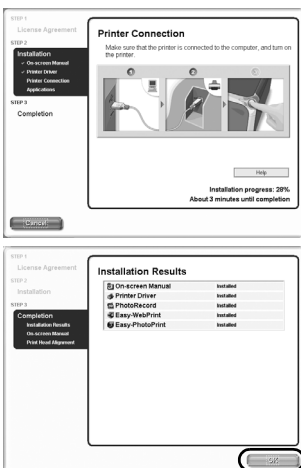 STEP 1
License Agreement
STEP 2
Installation
On-screen Manual
Printer Driver
Printer Connection
Applications
STEP 3
Completion
Printer Connection
Make sure that the printer is connected to the computer, and turn on
the printer.
Help
Installation progress: 28%
About 3 minutes until completion
Cancel
STEP 1
License Agreement
STEP 2
Installation
STEP 3
Completion
Installation Results
On-screen Manual
Print Head Alignment
Installation Results
On-screen Manual Installed
Printer Driver Installed
PhotoRecord Installed
Easy-WebPrint Installed
Easy-PhotoPrint Installed
OK